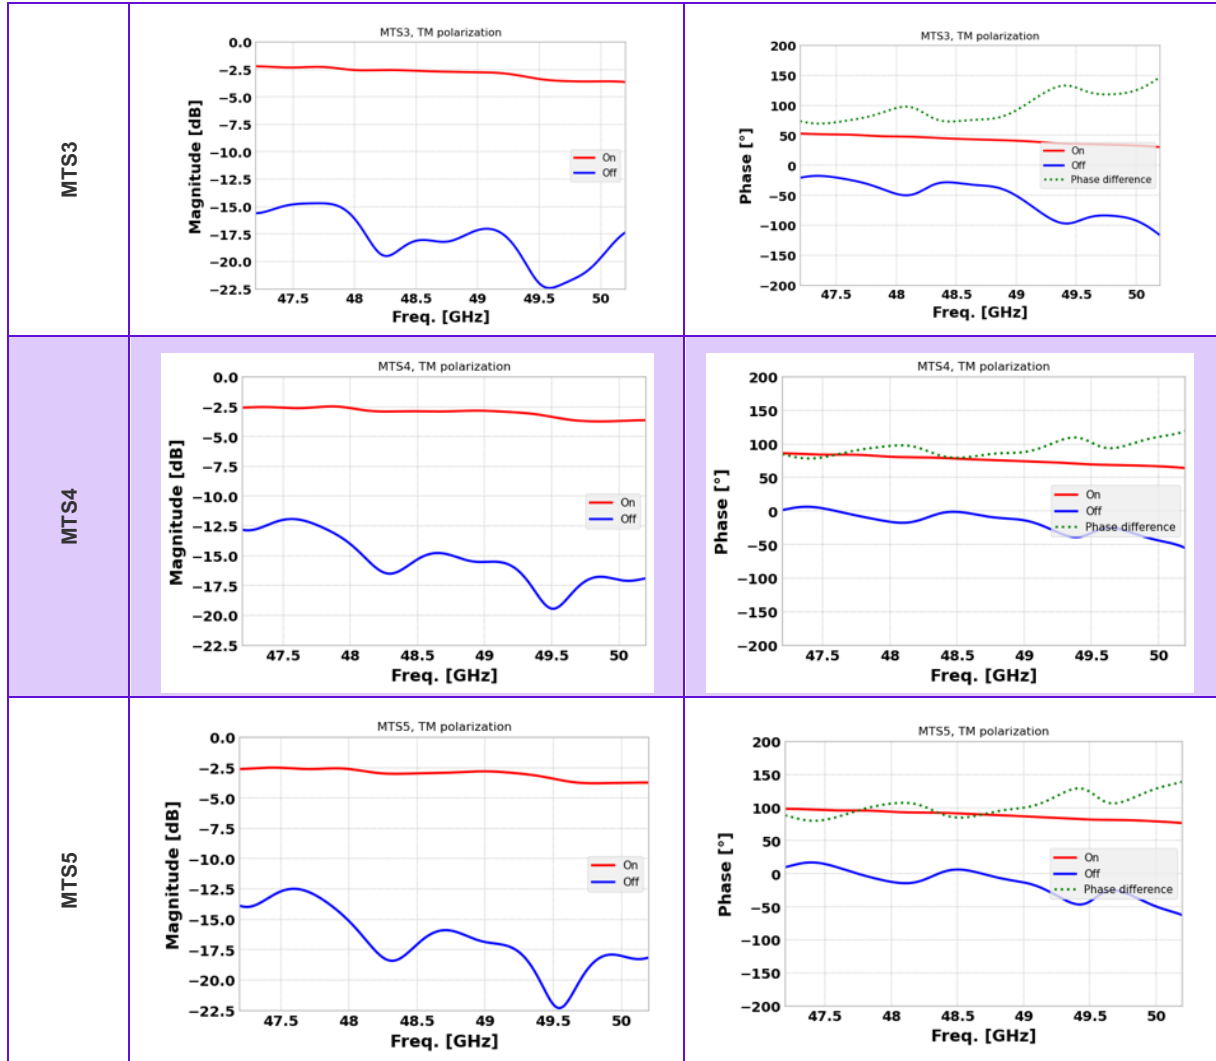 MTS3
MTS3, TM polarization
Magnitude [dB]
0.0
−2.5
−5.0
−7.5
−10.0
−12.5
−15.0
−17.5
−20.0
−22.5
On
Off
47.5 48 48.5 49 49.5 50
Freq. [GHz]
MTS3, TM polarization
Phase [°]
200
150
100
50
0
−50
−100
−150
−200
On
Off
Phase difference
47.5 48 48.5 49 49.5 50
Freq. [GHz]
MTS4
MTS4, TM polarization
Magnitude [dB]
0.0
−2.5
−5.0
−7.5
−10.0
−12.5
−15.0
−17.5
−20.0
−22.5
On
Off
47.5 48 48.5 49 49.5 50
Freq. [GHz]
MTS4, TM polarization
Phase [°]
200
150
100
50
0
−50
−100
−150
−200
On
Off
Phase difference
47.5 48 48.5 49 49.5 50
Freq. [GHz]
MTS5
MTS5, TM polarization
Magnitude [dB]
0.0
−2.5
−5.0
−7.5
−10.0
−12.5
−15.0
−17.5
−20.0
−22.5
On
Off
47.5 48 48.5 49 49.5 50
Freq. [GHz]
MTS5, TM polarization
Phase [°]
200
150
100
50
0
−50
−100
−150
−200
On
Off
Phase difference
47.5 48 48.5 49 49.5 50
Freq. [GHz]